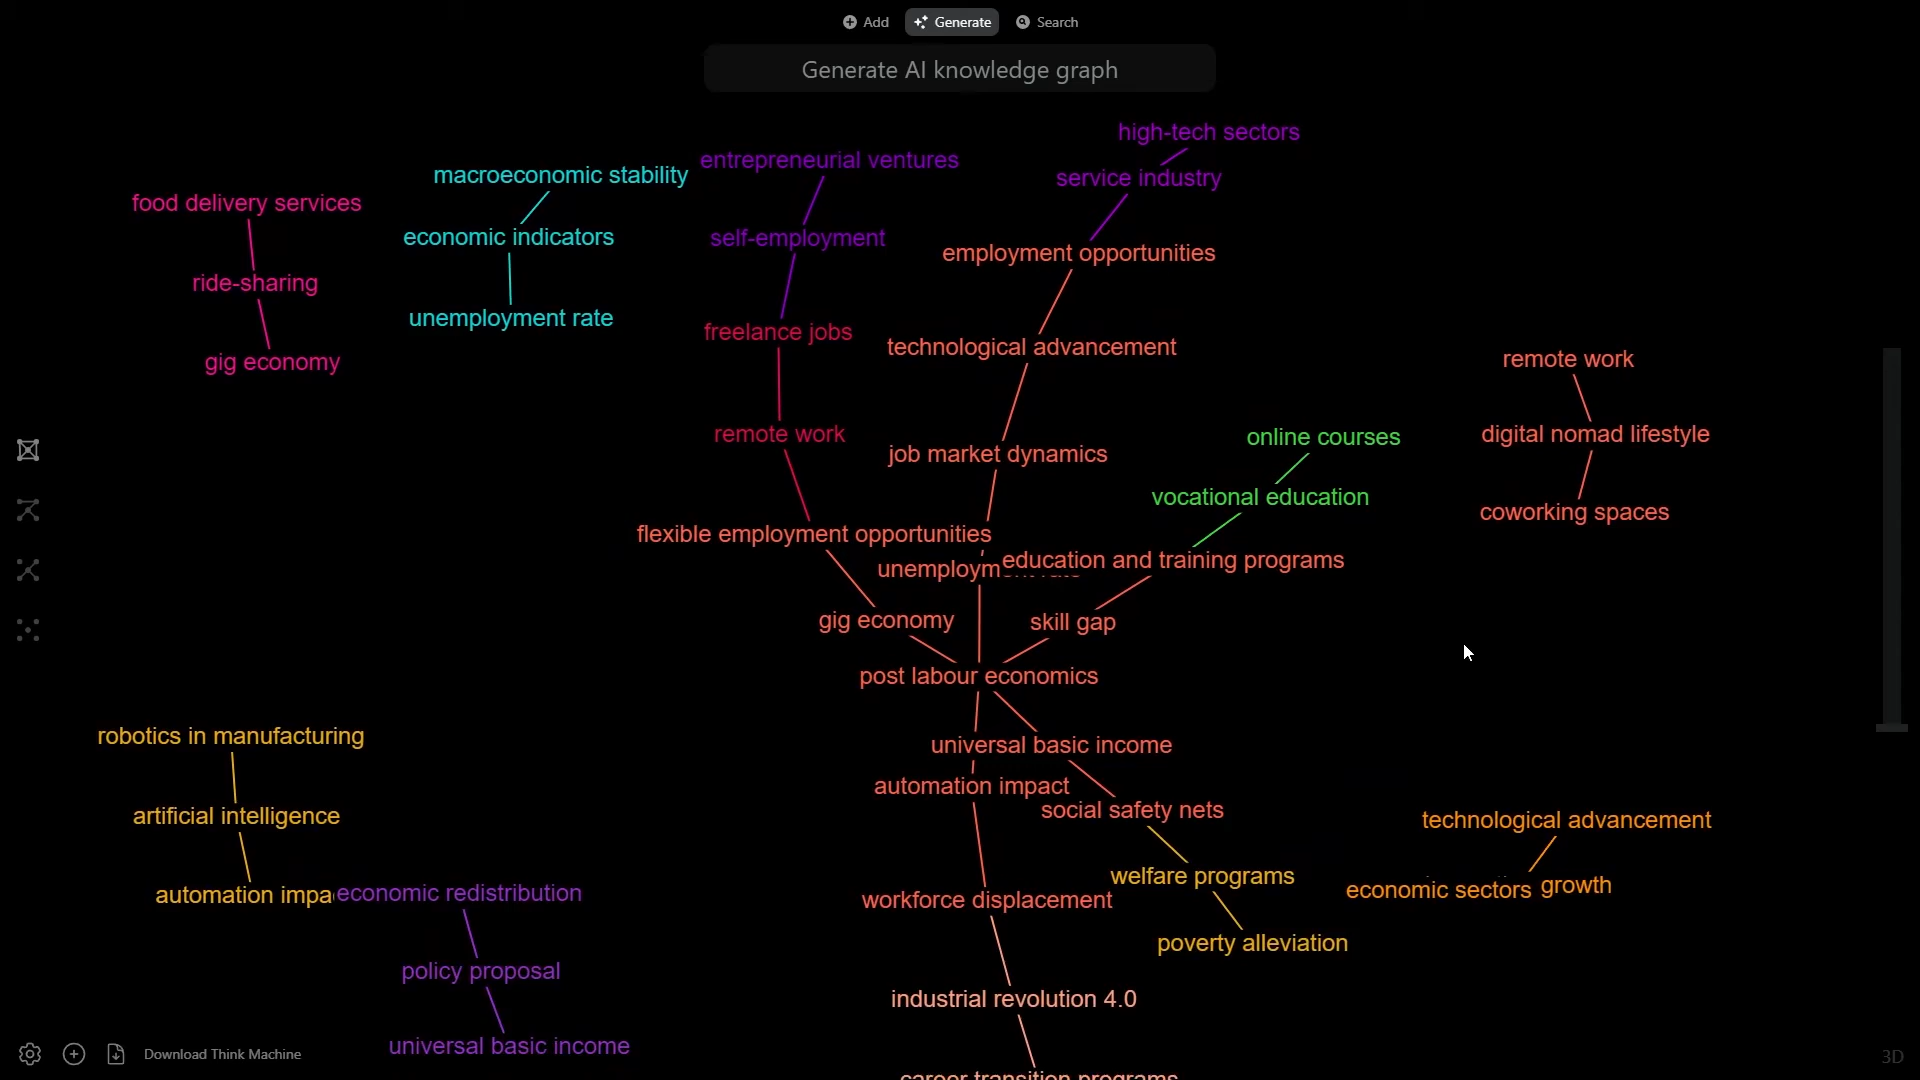 Add
Generate
Search
Generate AI knowledge graph
high-tech sectors
entrepreneurial ventures
macroeconomic stability
service industry
food delivery services
economic indicators
self-employment
employment opportunities
ride-sharing
unemployment rate
freelance jobs
technological advancement
gig economy
remote work
remote work
online courses
digital nomad lifestyle
job market dynamics
vocational education
coworking spaces
flexible employment opportunities
education and training programs
gig economy
skill gap
post labour economics
robotics in manufacturing
universal basic income
automation impact
artificial intelligence
social safety nets
technological advancement
welfare programs
economic sectors
growth
automation
economic redistribution
workforce displacement
poverty alleviation
policy proposal
industrial revolution 4.0
universal basic income
Download Think Machine
career transition programs
3D